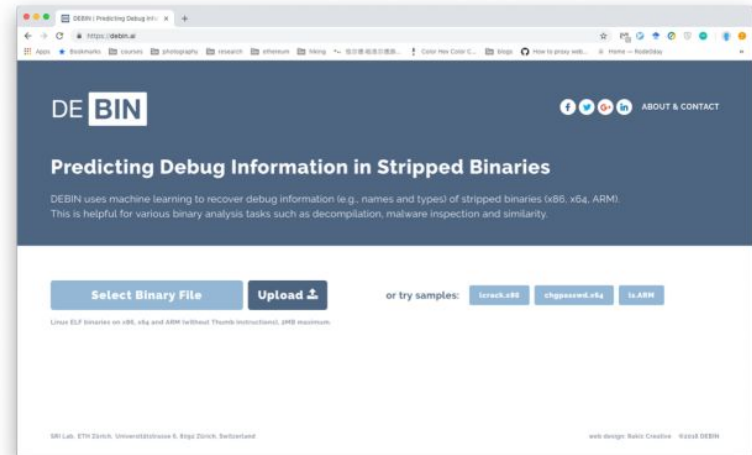 DEBIN | Predicting Debug Info
https://debin.ai
Apps Bookmarks courses photography research ethereum hiking Color Hex Color C... blogs How to proxy web... Home — RodeDday
DE BIN
ABOUT & CONTACT
Predicting Debug Information in Stripped Binaries
DEBIN uses machine learning to recover debug information (e.g., names and types) of stripped binaries (x86, x64, ARM).
This is helpful for various binary analysis tasks such as decompilation, malware inspection and similarity.
Select Binary File Upload or try samples: lcrack.x86 chgpasswd.x64 ls.ARM
Linux ELF binaries on x86, x64 and ARM (without Thumb instructions), 2MB maximum.
SRI Lab, ETH Zürich, Universitätstrasse 6, 8092 Zürich, Switzerland web design: Rakic Creative ©2018 DEBIN